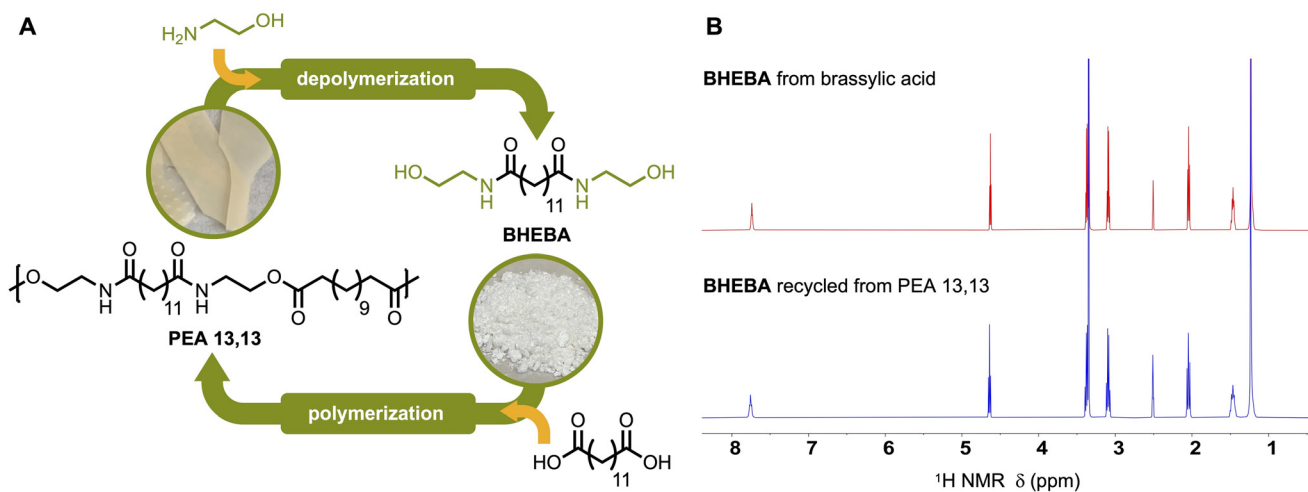 A
H₂N
OH
depolymerization
O
O
HO
N
H
11
N
H
OH
BHEBA
O
N
H
O
11
O
N
H
O
O
9
O
PEA 13,13
polymerization
O
O
HO
11
OH
B
BHEBA from brassylic acid
BHEBA recycled from PEA 13,13
8 7 6 5 4 3 2 1
¹H NMR δ (ppm)